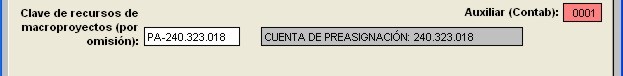 Clave de recursos de
macroproyectos (por
omisión): PA-240.323.018 CUENTA DE PREASIGNACIÓN: 240.323.018
Auxiliar (Contab): 0001